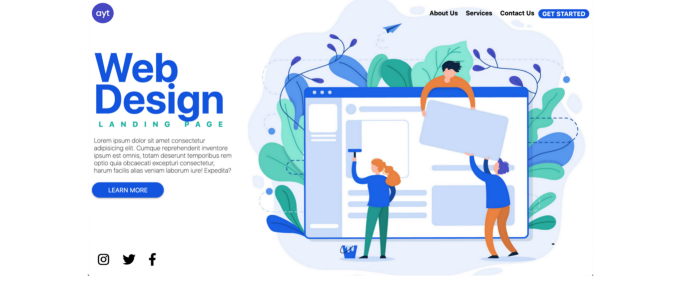 ayt
About Us Services Contact Us GET STARTED
Web
Design
LANDING PAGE
Lorem ipsum dolor sit amet consectetur
adipisicing elit. Cumque reprehenderit inventore
ipsum est omnis, totam deserunt temporibus rem
optio quia obcaecati excepturi consectetur,
harum facilis alias veniam laborum iure! Expedita?
LEARN MORE